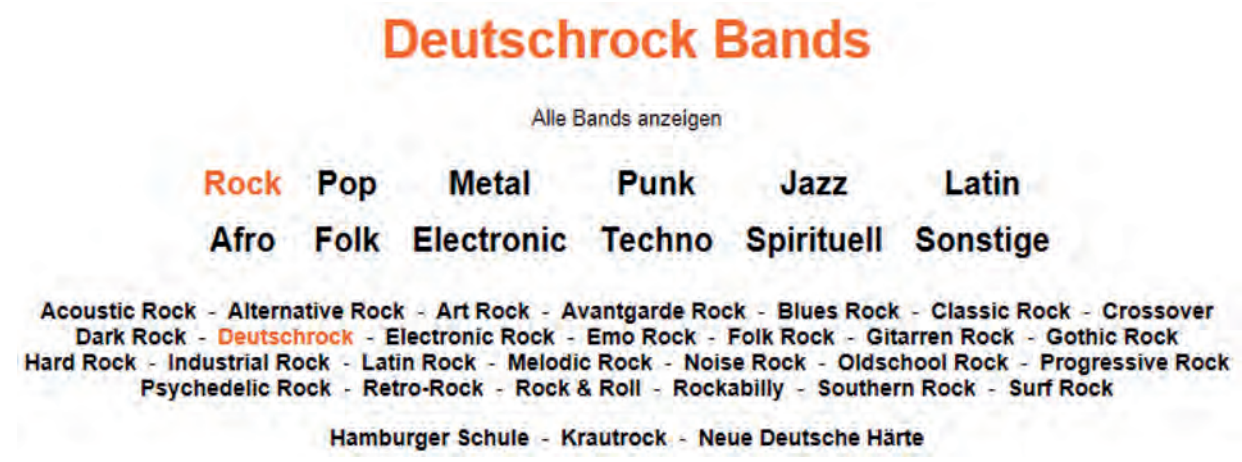 Deutschrock Bands
Alle Bands anzeigen
Rock Pop Metal Punk Jazz Latin
Afro Folk Electronic Techno Spirituell Sonstige
Acoustic Rock - Alternative Rock - Art Rock - Avantgarde Rock - Blues Rock - Classic Rock - Crossover
Dark Rock - Deutschrock - Electronic Rock - Emo Rock - Folk Rock - Gitarren Rock - Gothic Rock
Hard Rock - Industrial Rock - Latin Rock - Melodic Rock - Noise Rock - Oldschool Rock - Progressive Rock
Psychedelic Rock - Retro-Rock - Rock & Roll - Rockabilly - Southern Rock - Surf Rock
Hamburger Schule - Krautrock - Neue Deutsche Härte